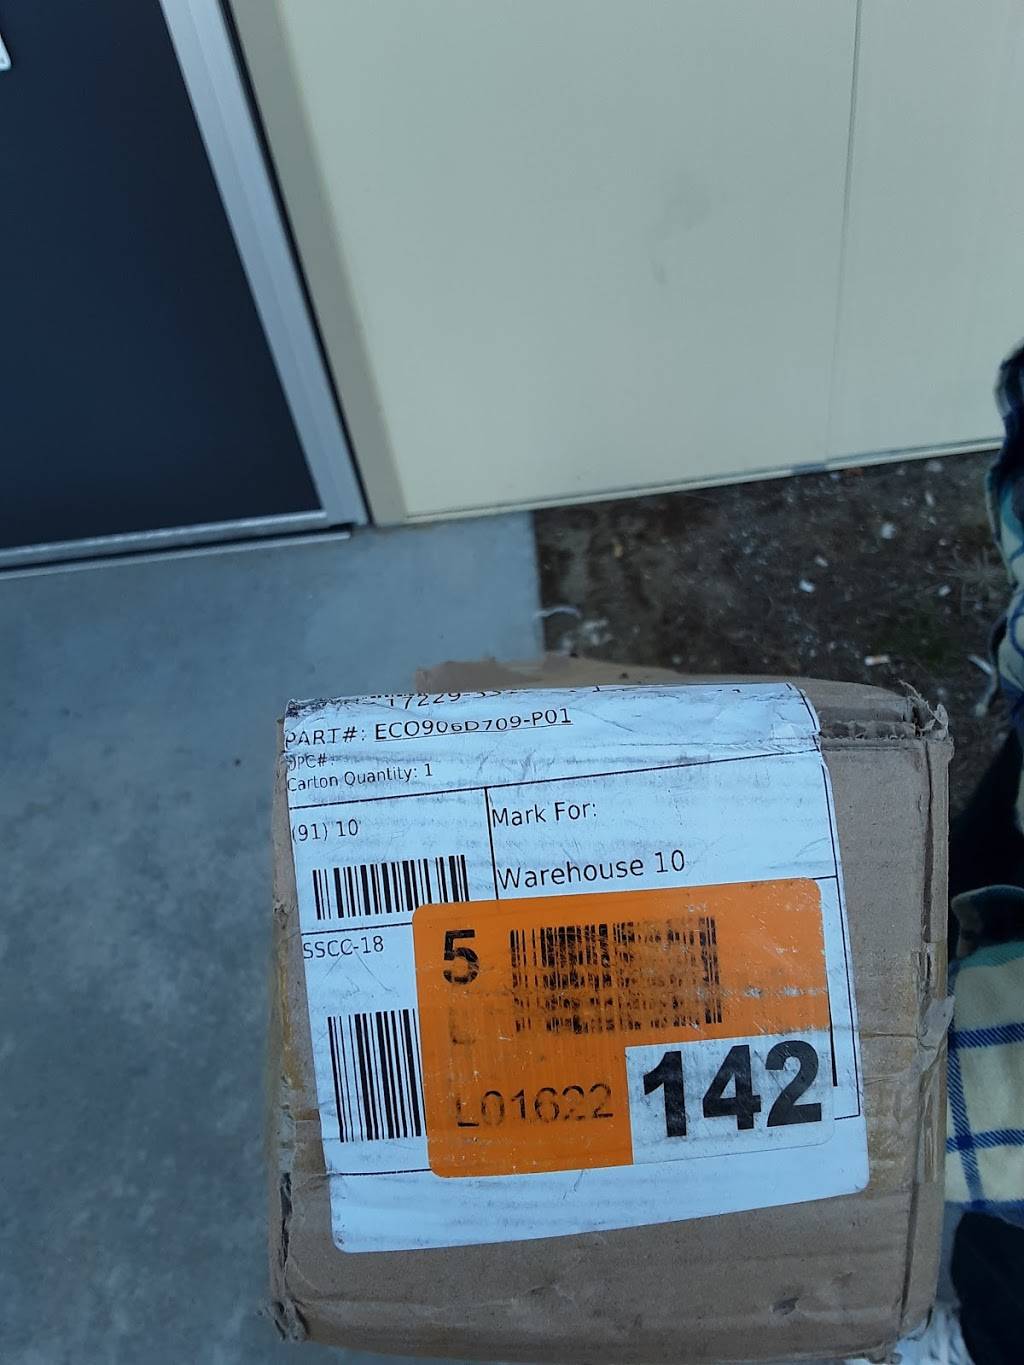 PART#: ECO906D709-P01
Carton Quantity: 1
(91) 10
Mark For:
Warehouse 10
SSCC-18
5
L01622
142